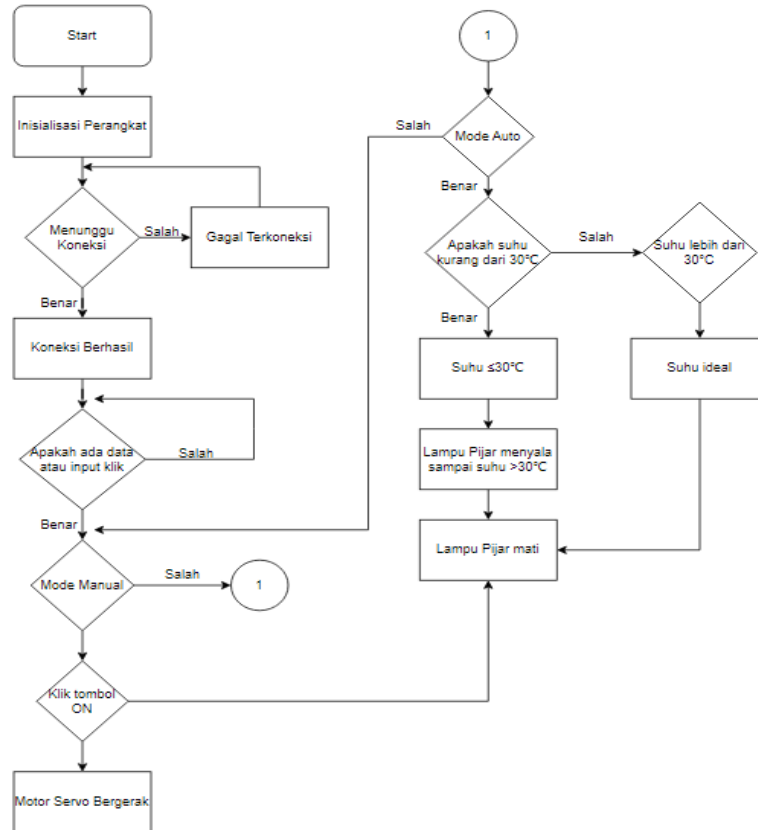 Start
Inisialisasi Perangkat
Menunggu
Koneksi
Salah
Gagal Terkoneksi
Benar
Koneksi Berhasil
Apakah ada data
atau input klik
Salah
Benar
Mode Manual
Salah
1
Klik tombol
ON
Motor Servo Bergerak
1
Salah
Mode Auto
Benar
Apakah suhu
kurang dari 30°C
Salah
Suhu lebih dari
30°C
Benar
Suhu ≤30°C
Suhu ideal
Lampu Pijar menyala
sampai suhu >30°C
Lampu Pijar mati